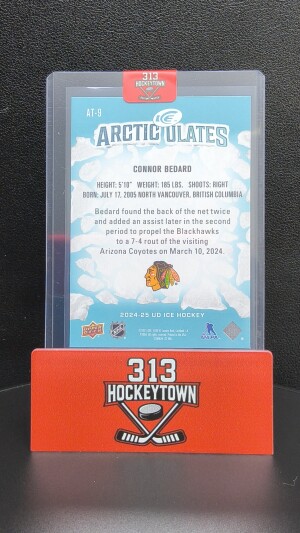 313
HOCKEYTOWN
AT-9
ARCTICULATES
CONNOR BEDARD
HEIGHT: 5'10" WEIGHT: 185 LBS. SHOOTS: RIGHT
BORN: JULY 17, 2005 NORTH VANCOUVER, BRITISH COLUMBIA
Bedard found the back of the net twice
and added an assist later in the second
period to propel the Blackhawks
to a 7-4 rout of the visiting
Arizona Coyotes on March 10, 2024.
2024-25 UD ICE HOCKEY
NHL
NHLPA
313
HOCKEYTOWN